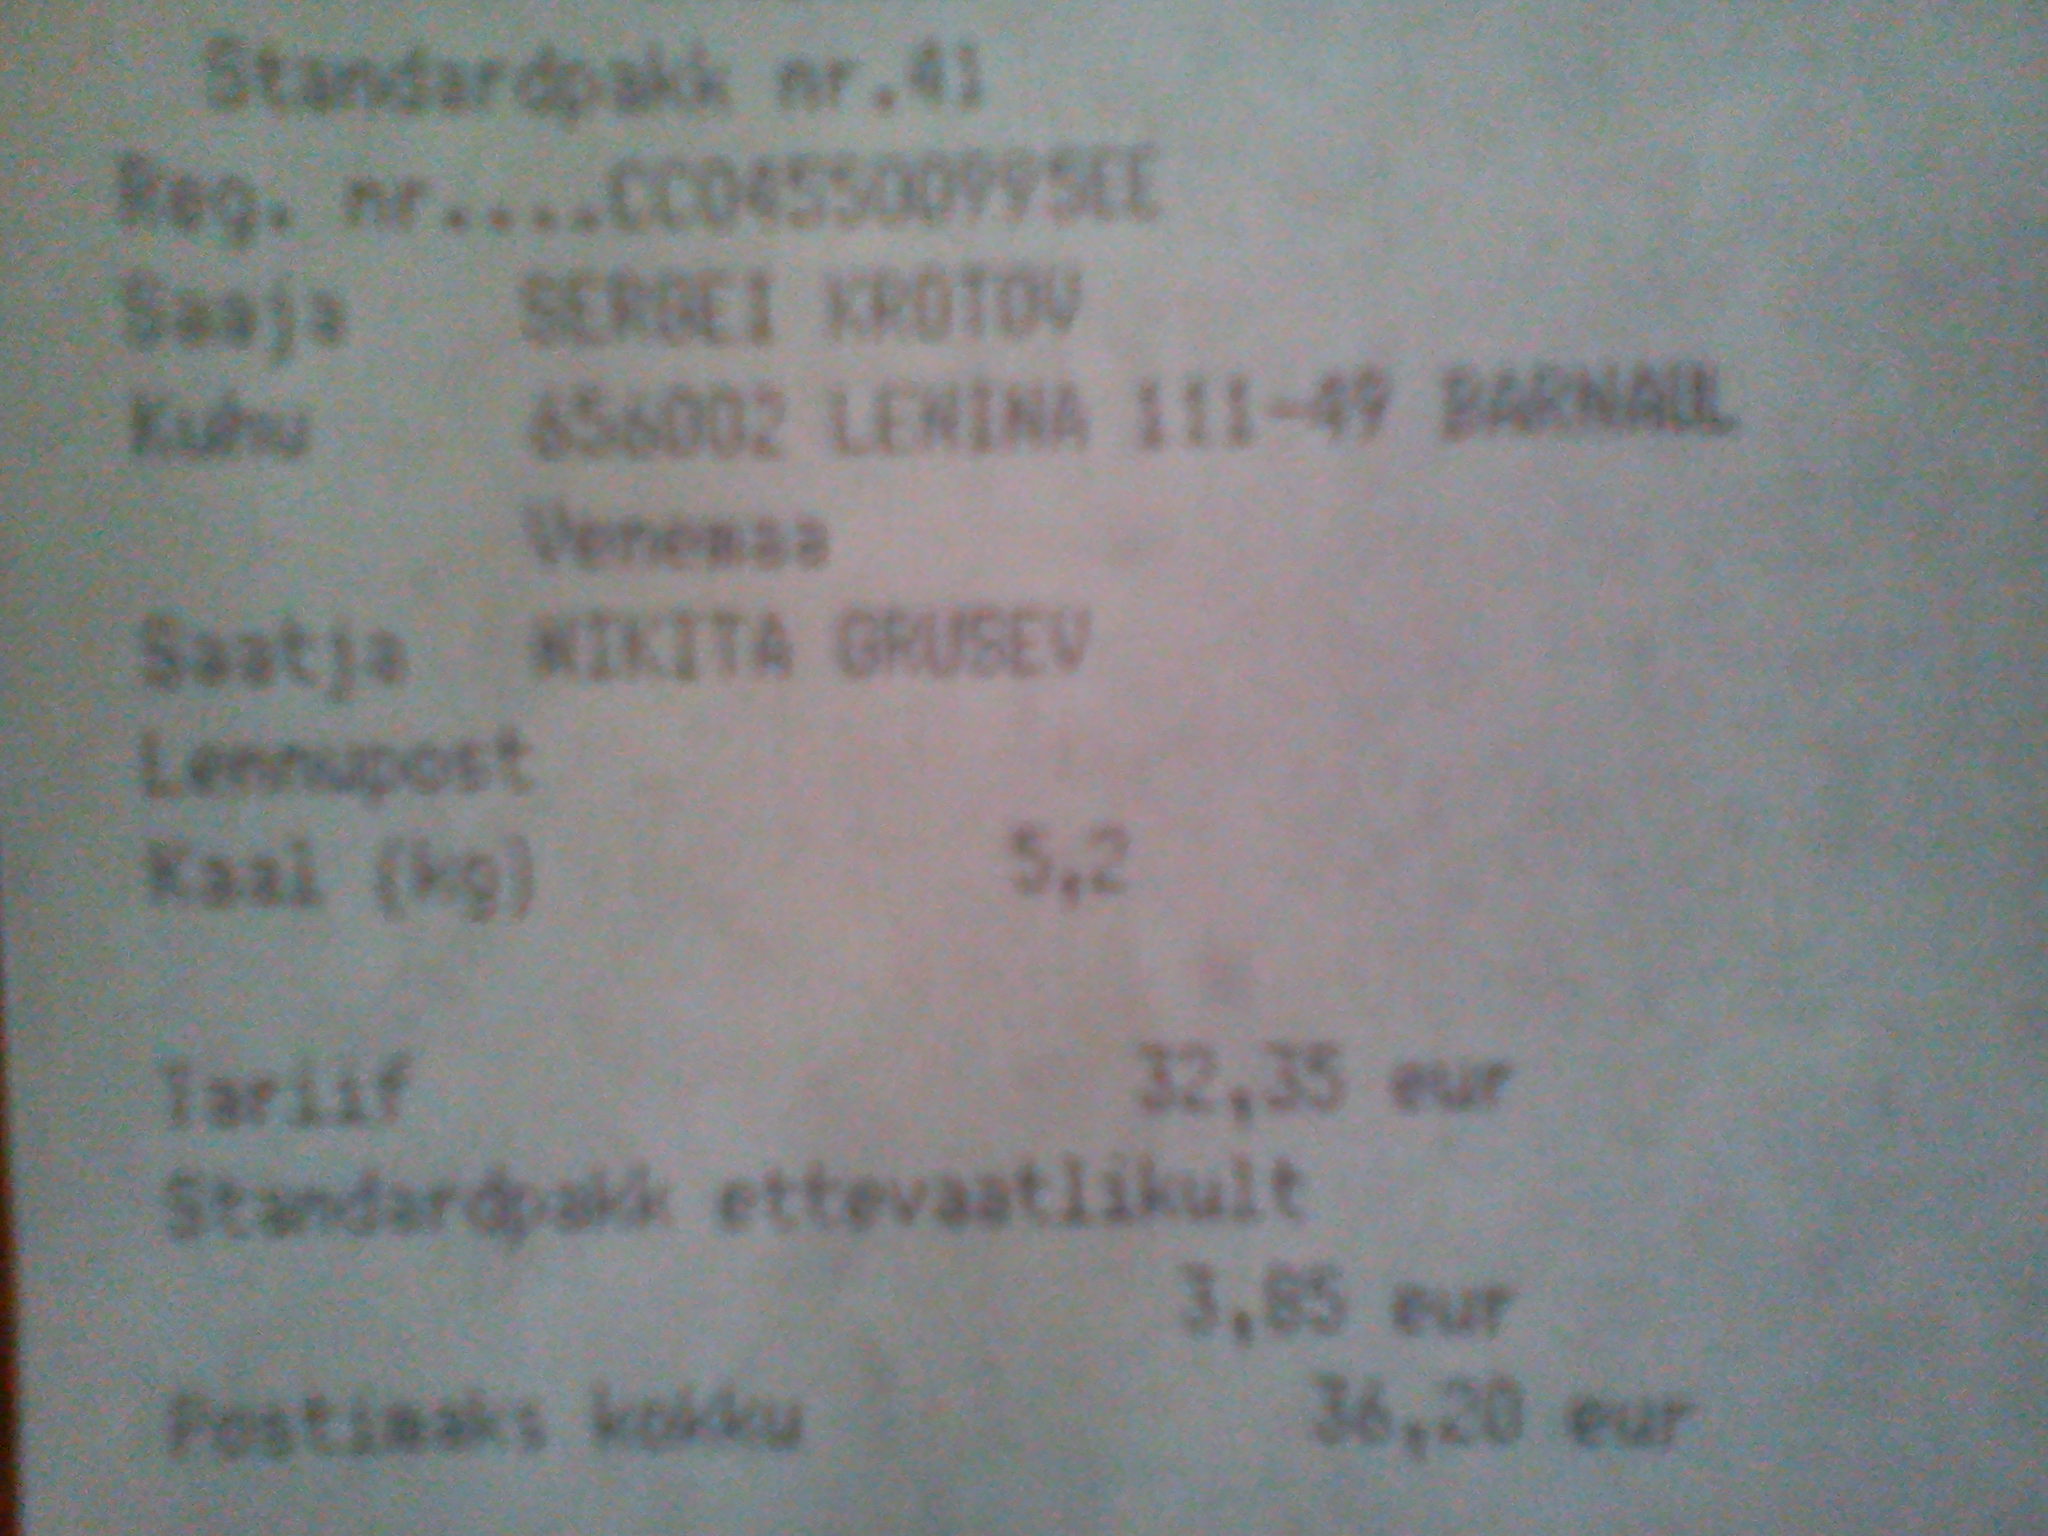 Standardpakk nr.41
Reg. nr....CC045500995EE
Saaja SERGEI KROTOV
Kuhu 656002 LENINA 111-49 BARNAUL
Venemaa
Saatja NIKITA GRUSEV
Lennupost
Kaal (kg) 5,2
Tariif 32,35 eur
Standardpakk ettevaatlikult
3,85 eur
Postimaks kokku 36,20 eur